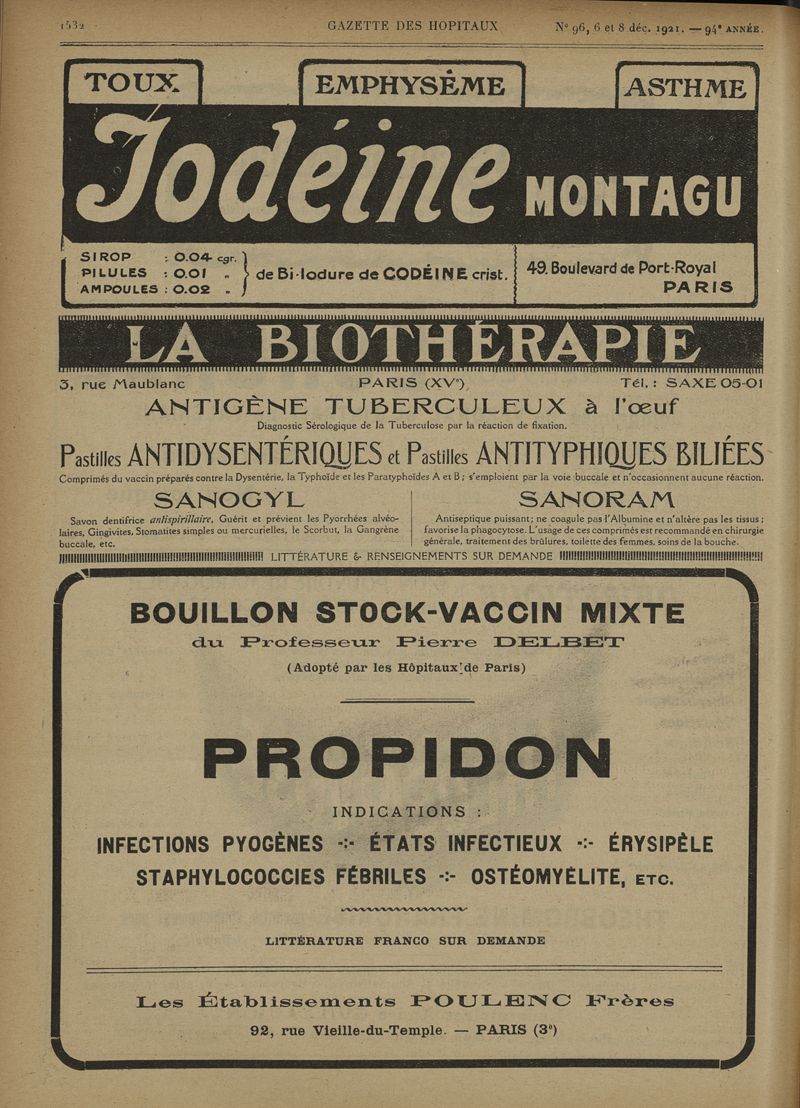 1532 GAZETTE DES HOPITAUX N° 96, 6 et 8 déc. 1921. — 94e ANNÉE.
TOUX EMPHYSÈME ASTHME
Iodéine MONTAGU
SIROP : 0.04 cgr.
PILULES : 0.01 „
AMPOULES : 0.02 „
de Bi-Iodure de CODÉINE crist.
49, Boulevard de Port-Royal
PARIS
LA BIOTHÉRAPIE
3, rue Maublanc PARIS (XVe) Tél. : SAXE 05-01
ANTIGÈNE TUBERCULEUX à l'œuf
Diagnostic Sérologique de la Tuberculose par la réaction de fixation.
Pastilles ANTIDYSENTÉRIQUES et Pastilles ANTITYPHIQUES BILIÉES
Comprimés du vaccin préparés contre la Dysentérie, la Typhoïde et les Paratyphoïdes A et B ; s'emploient par la voie buccale et n'occasionnent aucune réaction.
SANOGYL
Savon dentifrice antispirillaire, Guérit et prévient les Pyorrhées alvéo-
laires, Gingivites, Stomatites simples ou mercurielles, le Scorbut, la Gangrène
buccale, etc.
SANORAM
Antiseptique puissant ; ne coagule pas l'Albumine et n'altère pas les tissus ;
favorise la phagocytose. L'usage de ces comprimés est recommandé en chirurgie
générale, traitement des brûlures, toilette des femmes, soins de la bouche.
LITTÉRATURE & RENSEIGNEMENTS SUR DEMANDE
BOUILLON STOCK-VACCIN MIXTE
du Professeur Pierre DELBET
(Adopté par les Hôpitaux de Paris)
PROPIDON
INDICATIONS :
INFECTIONS PYOGÈNES -:- ÉTATS INFECTIEUX -:- ÉRYSIPÈLE
STAPHYLOCOCCIES FÉBRILES -:- OSTÉOMYÉLITE, ETC.
LITTÉRATURE FRANCO SUR DEMANDE
Les Établissements POULENC Frères
92, rue Vieille-du-Temple. — PARIS (3e)